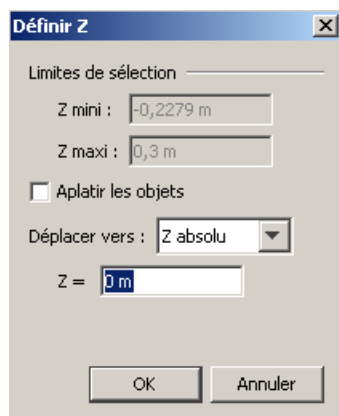 Définir Z
Limites de sélection
Z mini : -0,2279 m
Z maxi : 0,3 m
Aplatir les objets
Déplacer vers : Z absolu
Z = 0 m
OK Annuler